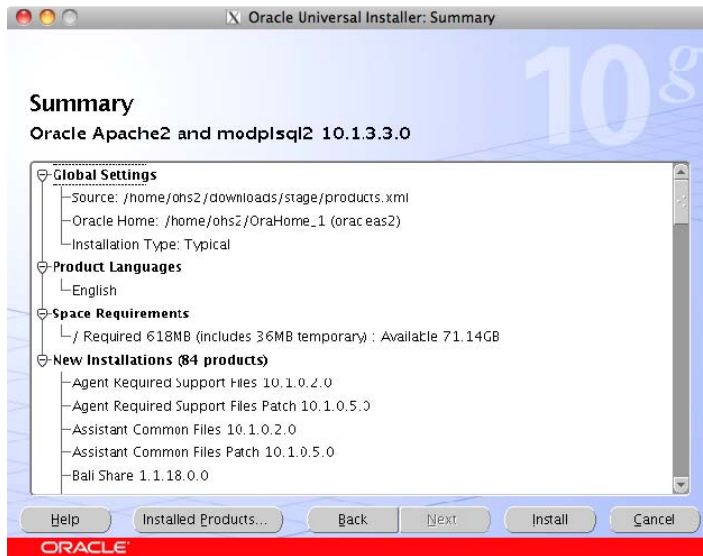 Oracle Universal Installer: Summary
10g
Summary
Oracle Apache2 and modplsql2 10.1.3.3.0
Global Settings
Source: /home/ohs2/downloads/stage/products.xml
Oracle Home: /home/ohs2/OraHome_1 (oraceas2)
Installation Type: Typical
Product Languages
English
Space Requirements
/ Required 618MB (includes 36MB temporary) : Available 71.14GB
New Installations (84 products)
Agent Required Support Files 10.1.0.2.0
Agent Required Support Files Patch 10.1.0.5.0
Assistant Common Files 10.1.0.2.0
Assistant Common Files Patch 10.1.0.5.0
Bali Share 1.1.18.0.0
Help Installed Products... Back Next Install Cancel
ORACLE